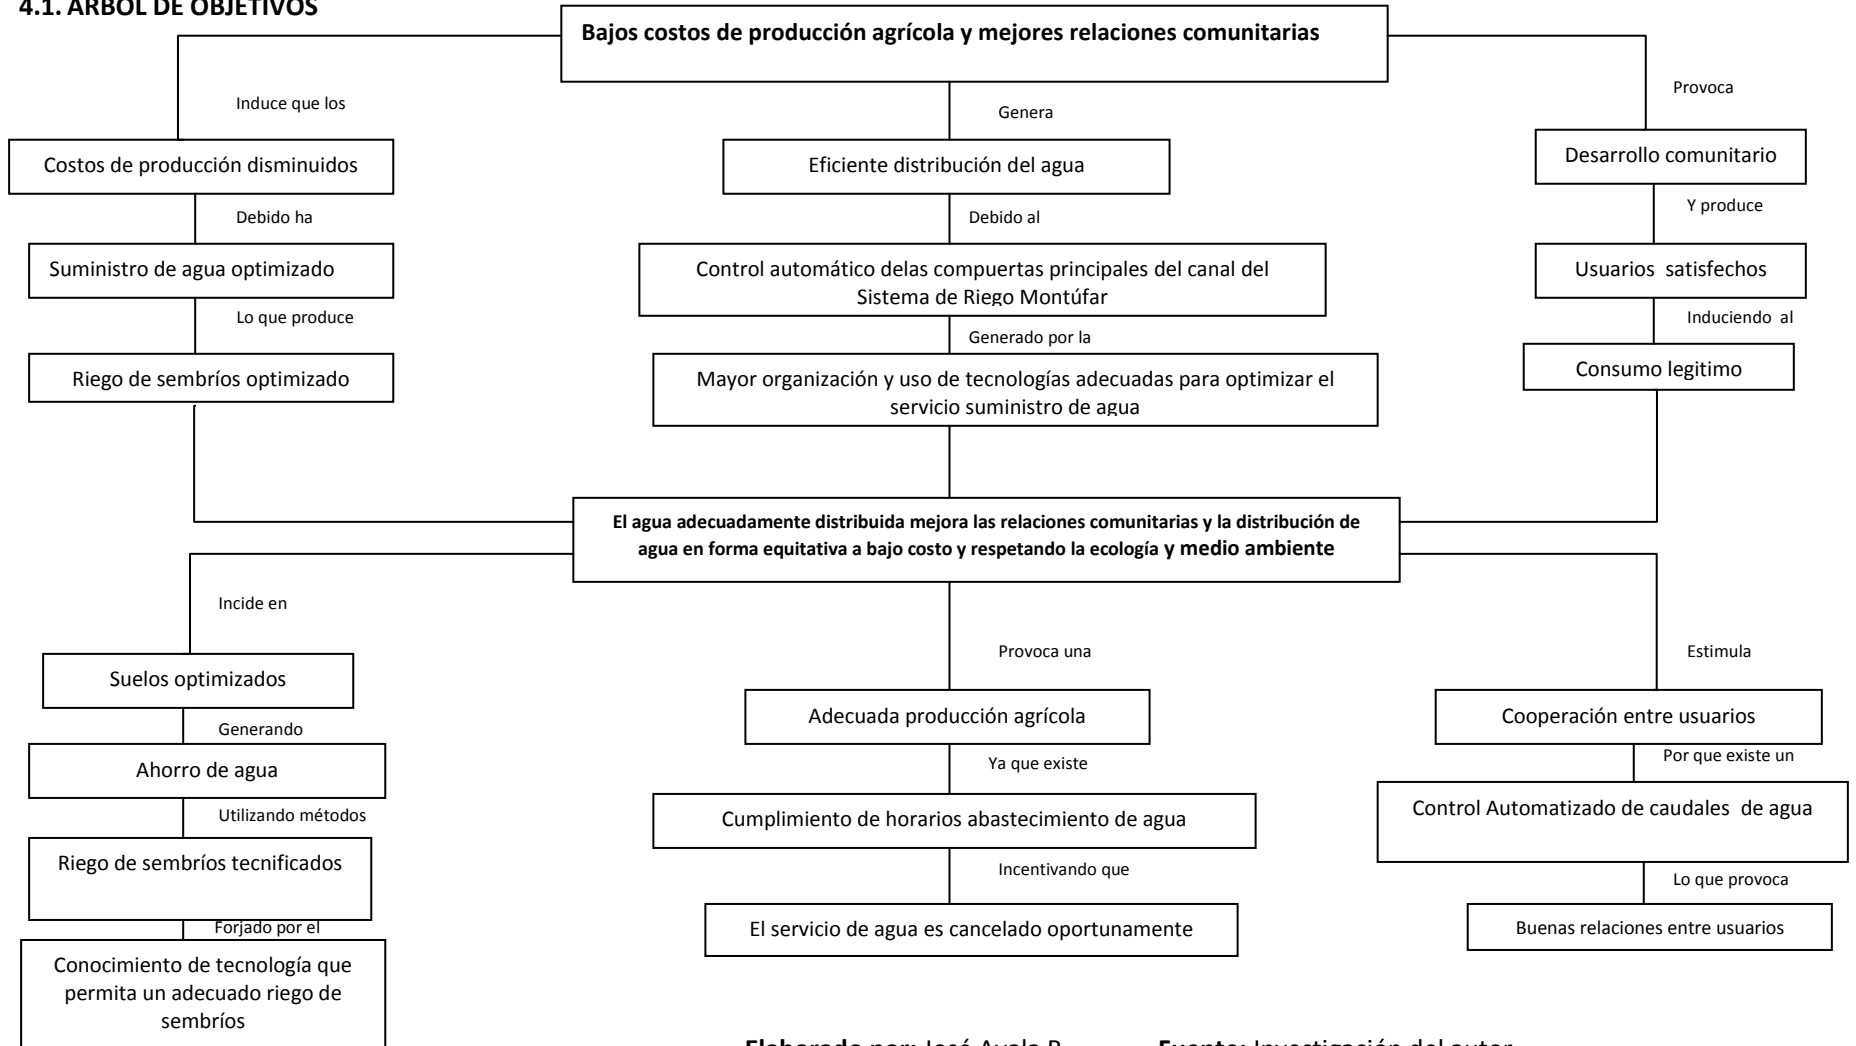 4.1. ARBOL DE OBJETIVOS
Bajos costos de producción agrícola y mejores relaciones comunitarias
Induce que los
Genera
Provoca
Costos de producción disminuidos
Eficiente distribución del agua
Desarrollo comunitario
Debido ha
Debido al
Y produce
Suministro de agua optimizado
Control automático delas compuertas principales del canal del
Sistema de Riego Montúfar
Usuarios satisfechos
Lo que produce
Generado por la
Induciendo al
Riego de sembríos optimizado
Mayor organización y uso de tecnologías adecuadas para optimizar el
servicio suministro de agua
Consumo legitimo
El agua adecuadamente distribuida mejora las relaciones comunitarias y la distribución de
agua en forma equitativa a bajo costo y respetando la ecología y medio ambiente
Incide en
Provoca una
Estimula
Suelos optimizados
Adecuada producción agrícola
Cooperación entre usuarios
Generando
Ya que existe
Por que existe un
Ahorro de agua
Cumplimiento de horarios abastecimiento de agua
Control Automatizado de caudales de agua
Utilizando métodos
Incentivando que
Lo que provoca
Riego de sembríos tecnificados
El servicio de agua es cancelado oportunamente
Buenas relaciones entre usuarios
Forjado por el
Conocimiento de tecnología que
permita un adecuado riego de
sembríos
Elaborado por: José Ayala R. Fuente: Investigación del autor